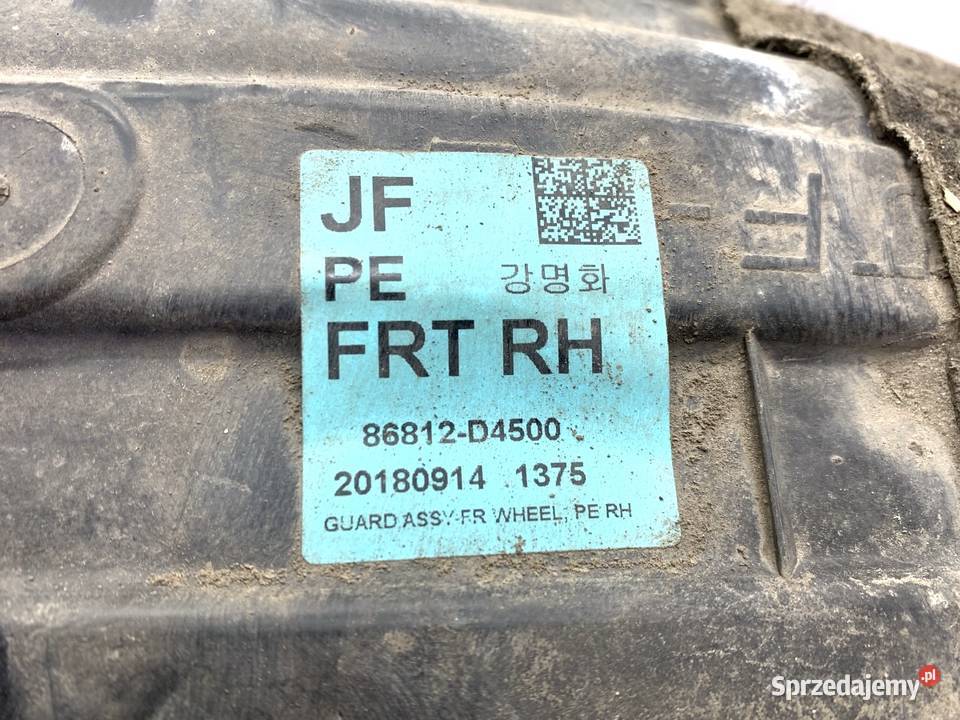 JF
PE 강명화
FRT RH
86812-D4500
20180914 1375
GUARD ASSY-FR WHEEL, PE RH
Sprzedajemy.pl